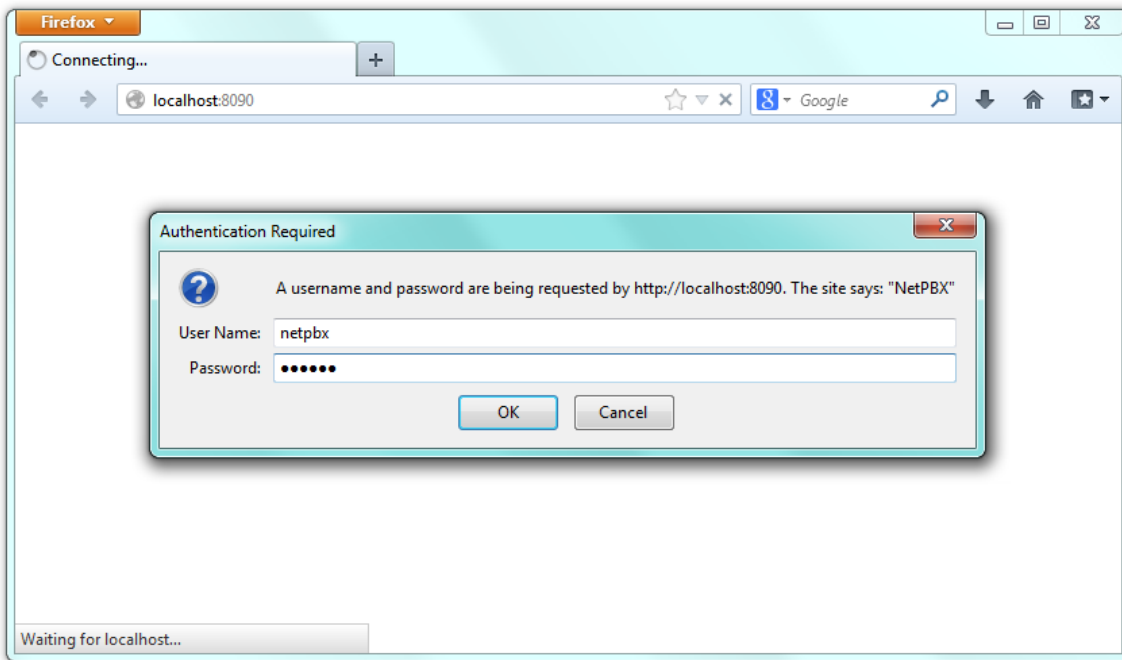 Firefox
Connecting...
localhost:8090
Google
Authentication Required
A username and password are being requested by http://localhost:8090. The site says: "NetPBX"
User Name: netpbx
Password: ••••••
OK Cancel
Waiting for localhost...